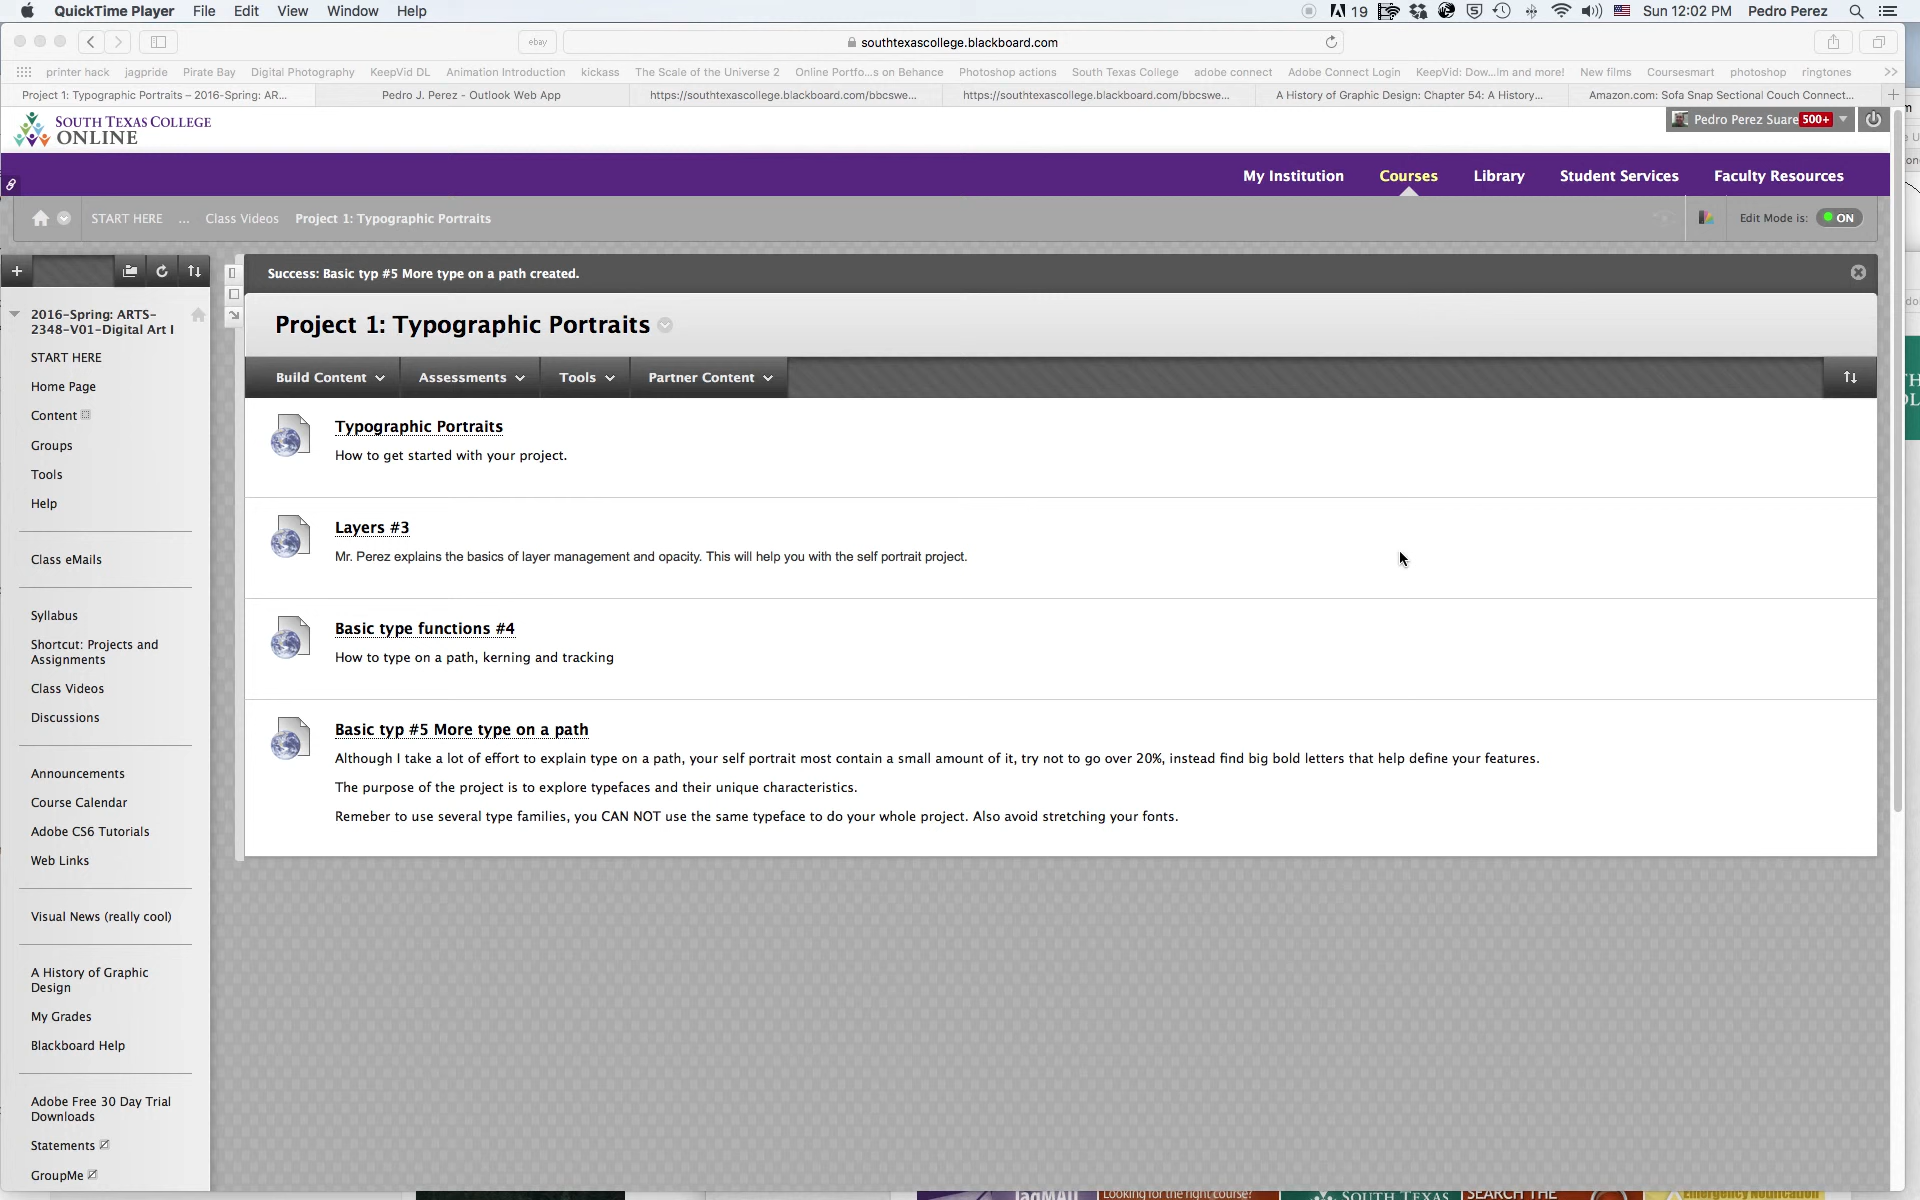 QuickTime Player File Edit View Window Help 19 Sun 12:02 PM Pedro Perez
ebay southtexascollege.blackboard.com
printer hack jagpride Pirate Bay Digital Photography KeepVid DL Animation Introduction kickass The Scale of the Universe 2 Online Portfo...s on Behance Photoshop actions South Texas College adobe connect Adobe Connect Login KeepVid: Dow...lm and more! New films Coursesmart photoshop ringtones >>
Project 1: Typographic Portraits – 2016-Spring: AR... Pedro J. Perez - Outlook Web App https://southtexascollege.blackboard.com/bbcswe... https://southtexascollege.blackboard.com/bbcswe... A History of Graphic Design: Chapter 54: A History... Amazon.com: Sofa Snap Sectional Couch Connect...
SOUTH TEXAS COLLEGE
ONLINE
Pedro Perez Suare 500+
My Institution Courses Library Student Services Faculty Resources
START HERE ... Class Videos Project 1: Typographic Portraits Edit Mode is: ON
Success: Basic typ #5 More type on a path created.
Project 1: Typographic Portraits
Build Content Assessments Tools Partner Content
Typographic Portraits
How to get started with your project.
Layers #3
Mr. Perez explains the basics of layer management and opacity. This will help you with the self portrait project.
Basic type functions #4
How to type on a path, kerning and tracking
Basic typ #5 More type on a path
Although I take a lot of effort to explain type on a path, your self portrait most contain a small amount of it, try not to go over 20%, instead find big bold letters that help define your features.
The purpose of the project is to explore typefaces and their unique characteristics.
Remeber to use several type families, you CAN NOT use the same typeface to do your whole project. Also avoid stretching your fonts.
2016-Spring: ARTS-
2348-V01-Digital Art I
START HERE
Home Page
Content
Groups
Tools
Help
Class eMails
Syllabus
Shortcut: Projects and
Assignments
Class Videos
Discussions
Announcements
Course Calendar
Adobe CS6 Tutorials
Web Links
Visual News (really cool)
A History of Graphic
Design
My Grades
Blackboard Help
Adobe Free 30 Day Trial
Downloads
Statements
GroupMe
JagMAIL Looking for the right course? SOUTH TEXAS SEARCH THE Emergency Notification